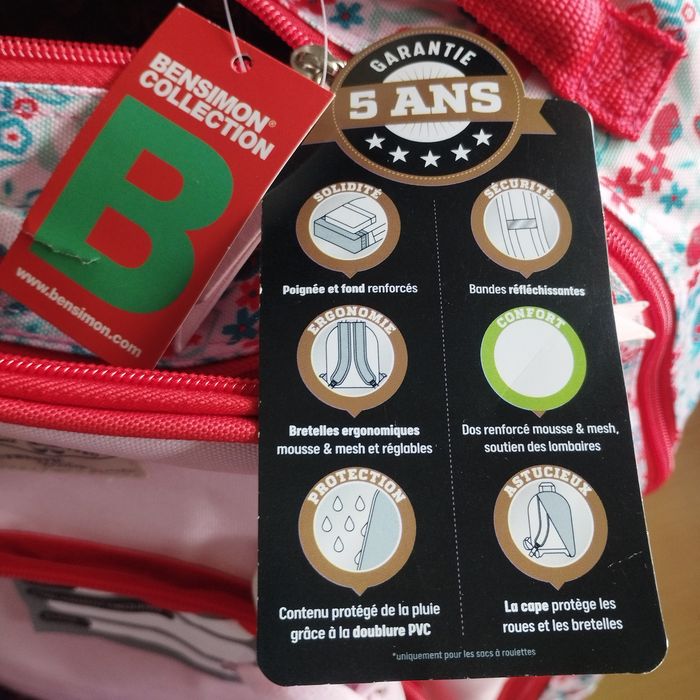 BENSIMON®
COLLECTION
B
www.bensimon.com
GARANTIE
5 ANS
SOLIDITÉ
Poignée et fond renforcés
SÉCURITÉ
Bandes réfléchissantes
ERGONOMIE
Bretelles ergonomiques
mousse & mesh et réglables
CONFORT
Dos renforcé mousse & mesh,
soutien des lombaires
PROTECTION
Contenu protégé de la pluie
grâce à la doublure PVC
ASTUCIEUX
La cape protège les
roues et les bretelles
*uniquement pour les sacs à roulettes